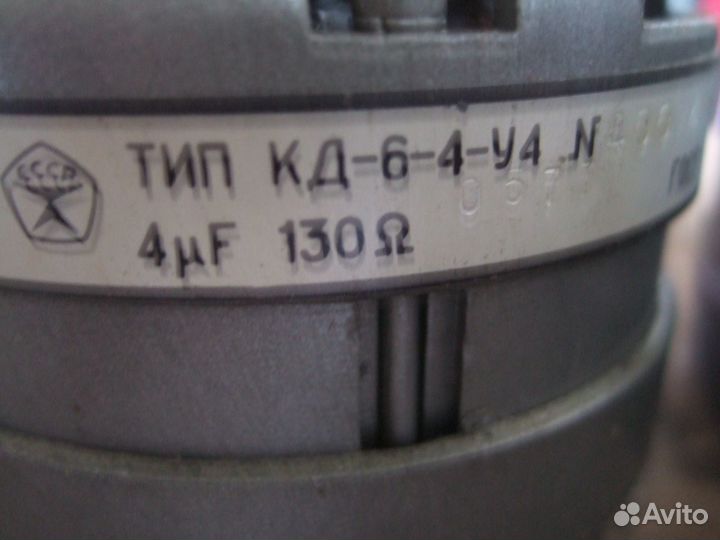 СССР
ТИП КД-6-4-У4 N
4μF 130Ω
Avito